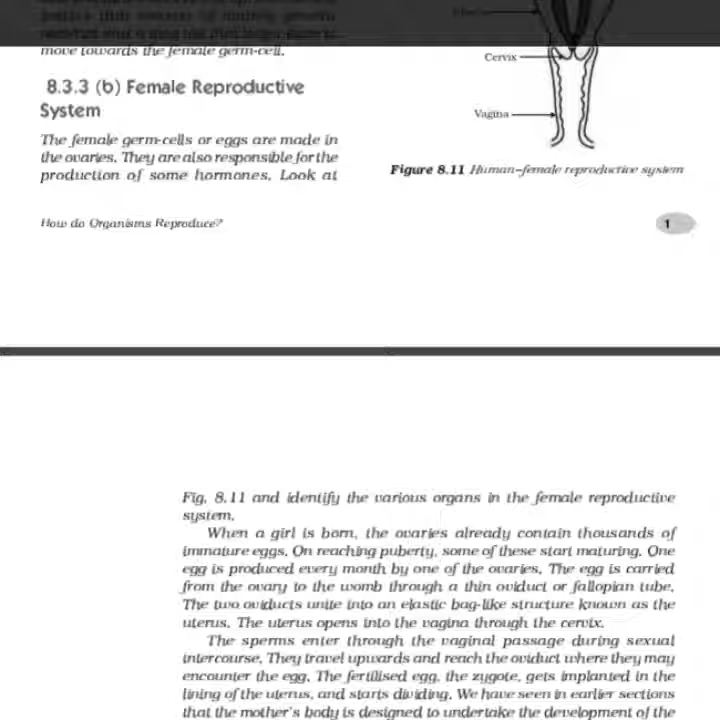 move towards the female germ-cell.
8.3.3 (b) Female Reproductive
System
The female germ-cells or eggs are made in
the ovaries. They are also responsible for the
production of some hormones. Look at
Cervix
Vagina
Figure 8.11 Human–female reproductive system
How do Organisms Reproduce?
1
Fig. 8.11 and identify the various organs in the female reproductive
system.
When a girl is born, the ovaries already contain thousands of
immature eggs. On reaching puberty, some of these start maturing. One
egg is produced every month by one of the ovaries. The egg is carried
from the ovary to the womb through a thin oviduct or fallopian tube.
The two oviducts unite into an elastic bag-like structure known as the
uterus. The uterus opens into the vagina through the cervix.
The sperms enter through the vaginal passage during sexual
intercourse. They travel upwards and reach the oviduct where they may
encounter the egg. The fertilised egg, the zygote, gets implanted in the
lining of the uterus, and starts dividing. We have seen in earlier sections
that the mother's body is designed to undertake the development of the